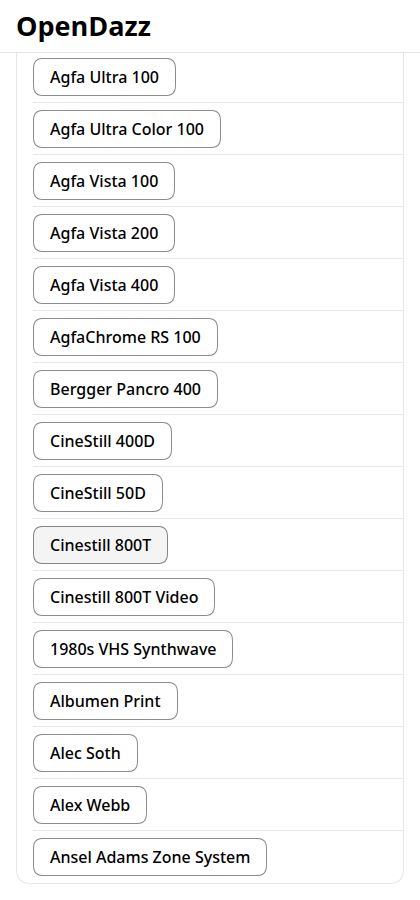 OpenDazz
Agfa Ultra 100
Agfa Ultra Color 100
Agfa Vista 100
Agfa Vista 200
Agfa Vista 400
AgfaChrome RS 100
Bergger Pancro 400
CineStill 400D
CineStill 50D
Cinestill 800T
Cinestill 800T Video
1980s VHS Synthwave
Albumen Print
Alec Soth
Alex Webb
Ansel Adams Zone System